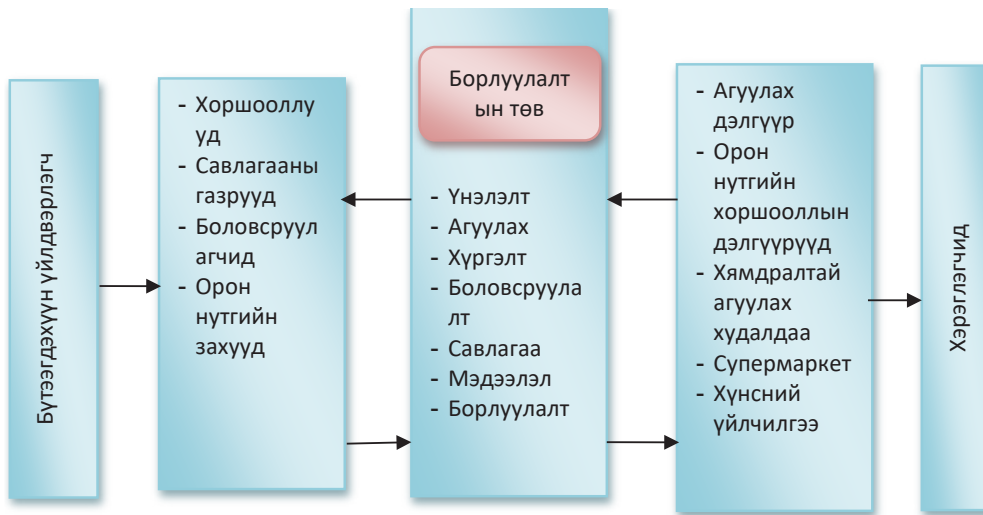 Бүтээгдэхүүн үйлдвэрлэгч
- Хоршооллу
уд
- Савлагааны
газрууд
- Боловсруул
агчид
- Орон
нутгийн
захууд
Борлуулалт
ын төв
- Үнэлэлт
- Агуулах
- Хүргэлт
- Боловсруула
лт
- Савлагаа
- Мэдээлэл
- Борлуулалт
- Агуулах
дэлгүүр
- Орон
нутгийн
хоршооллын
дэлгүүрүүд
- Хямдралтай
агуулах
худалдаа
- Супермаркет
- Хүнсний
үйлчилгээ
Хэрэглэгчид